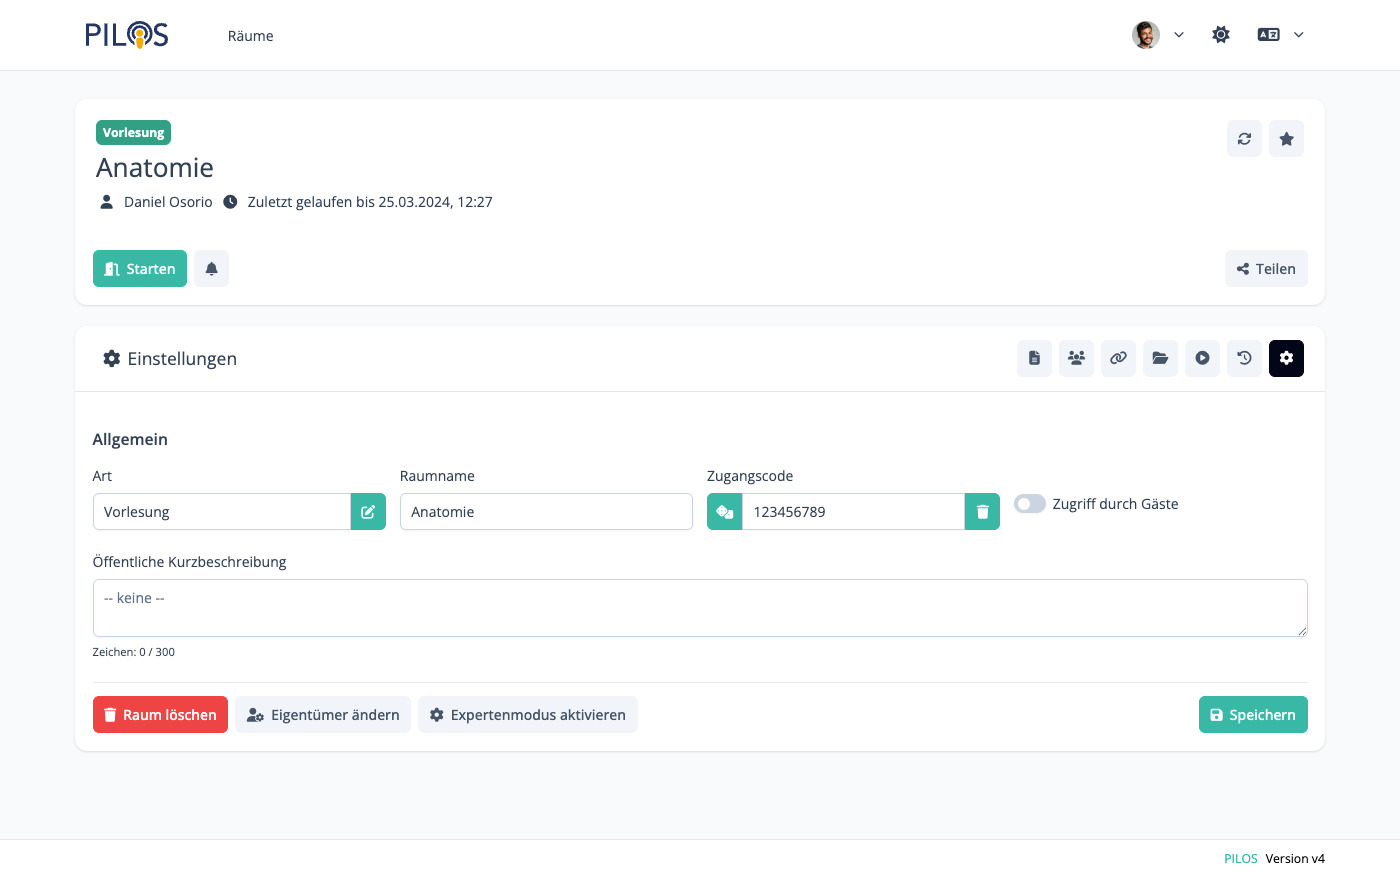 PILOS
Räume
Vorlesung
Anatomie
Daniel Osorio Zuletzt gelaufen bis 25.03.2024, 12:27
Starten
Teilen
Einstellungen
Allgemein
Art Raumname Zugangscode
Vorlesung Anatomie 123456789 Zugriff durch Gäste
Öffentliche Kurzbeschreibung
-- keine --
Zeichen: 0 / 300
Raum löschen Eigentümer ändern Expertenmodus aktivieren Speichern
PILOS Version v4